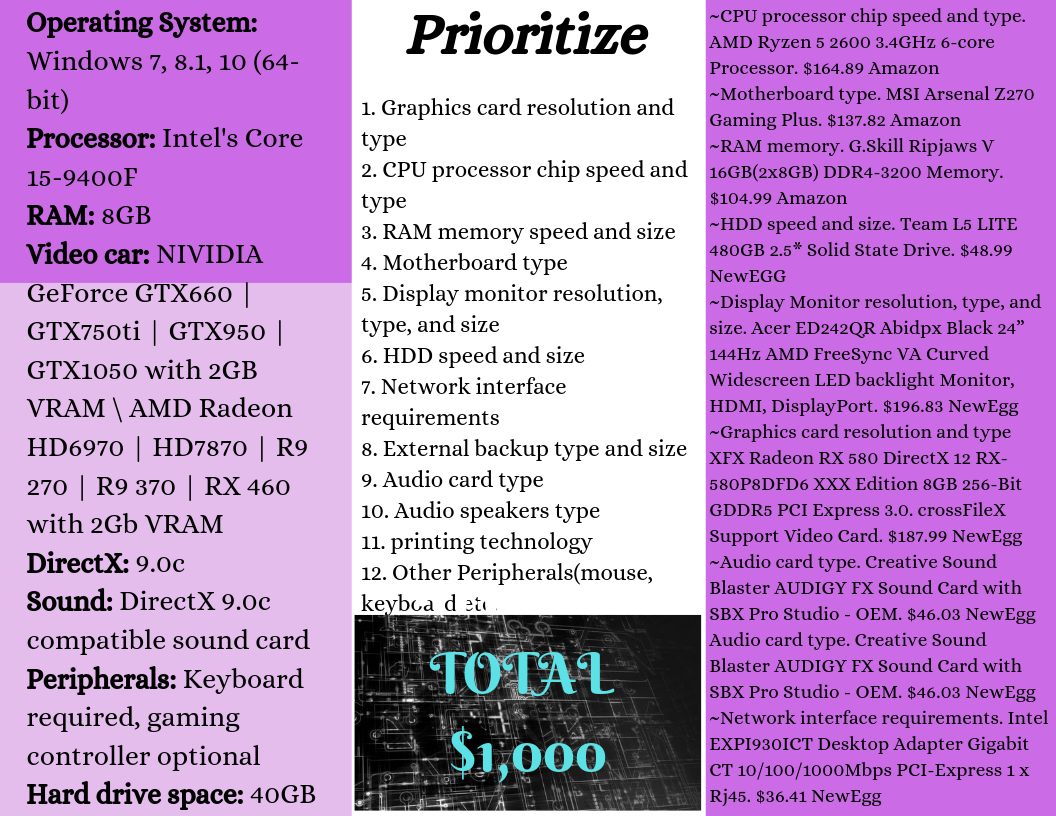 Operating System:
Windows 7, 8.1, 10 (64-
bit)
Processor: Intel's Core
15-9400F
RAM: 8GB
Video car: NIVIDIA
GeForce GTX660 |
GTX750ti | GTX950 |
GTX1050 with 2GB
VRAM \ AMD Radeon
HD6970 | HD7870 | R9
270 | R9 370 | RX 460
with 2Gb VRAM
DirectX: 9.0c
Sound: DirectX 9.0c
compatible sound card
Peripherals: Keyboard
required, gaming
controller optional
Hard drive space: 40GB
Prioritize
1. Graphics card resolution and
type
2. CPU processor chip speed and
type
3. RAM memory speed and size
4. Motherboard type
5. Display monitor resolution,
type, and size
6. HDD speed and size
7. Network interface
requirements
8. External backup type and size
9. Audio card type
10. Audio speakers type
11. printing technology
12. Other Peripherals(mouse,
keyboard etc.
TOTAL
$1,000
~CPU processor chip speed and type.
AMD Ryzen 5 2600 3.4GHz 6-core
Processor. $164.89 Amazon
~Motherboard type. MSI Arsenal Z270
Gaming Plus. $137.82 Amazon
~RAM memory. G.Skill Ripjaws V
16GB(2x8GB) DDR4-3200 Memory.
$104.99 Amazon
~HDD speed and size. Team L5 LITE
480GB 2.5* Solid State Drive. $48.99
NewEGG
~Display Monitor resolution, type, and
size. Acer ED242QR Abidpx Black 24”
144Hz AMD FreeSync VA Curved
Widescreen LED backlight Monitor,
HDMI, DisplayPort. $196.83 NewEgg
~Graphics card resolution and type
XFX Radeon RX 580 DirectX 12 RX-
580P8DFD6 XXX Edition 8GB 256-Bit
GDDR5 PCI Express 3.0. crossFileX
Support Video Card. $187.99 NewEgg
~Audio card type. Creative Sound
Blaster AUDIGY FX Sound Card with
SBX Pro Studio - OEM. $46.03 NewEgg
Audio card type. Creative Sound
Blaster AUDIGY FX Sound Card with
SBX Pro Studio - OEM. $46.03 NewEgg
~Network interface requirements. Intel
EXPI930ICT Desktop Adapter Gigabit
CT 10/100/1000Mbps PCI-Express 1 x
Rj45. $36.41 NewEgg